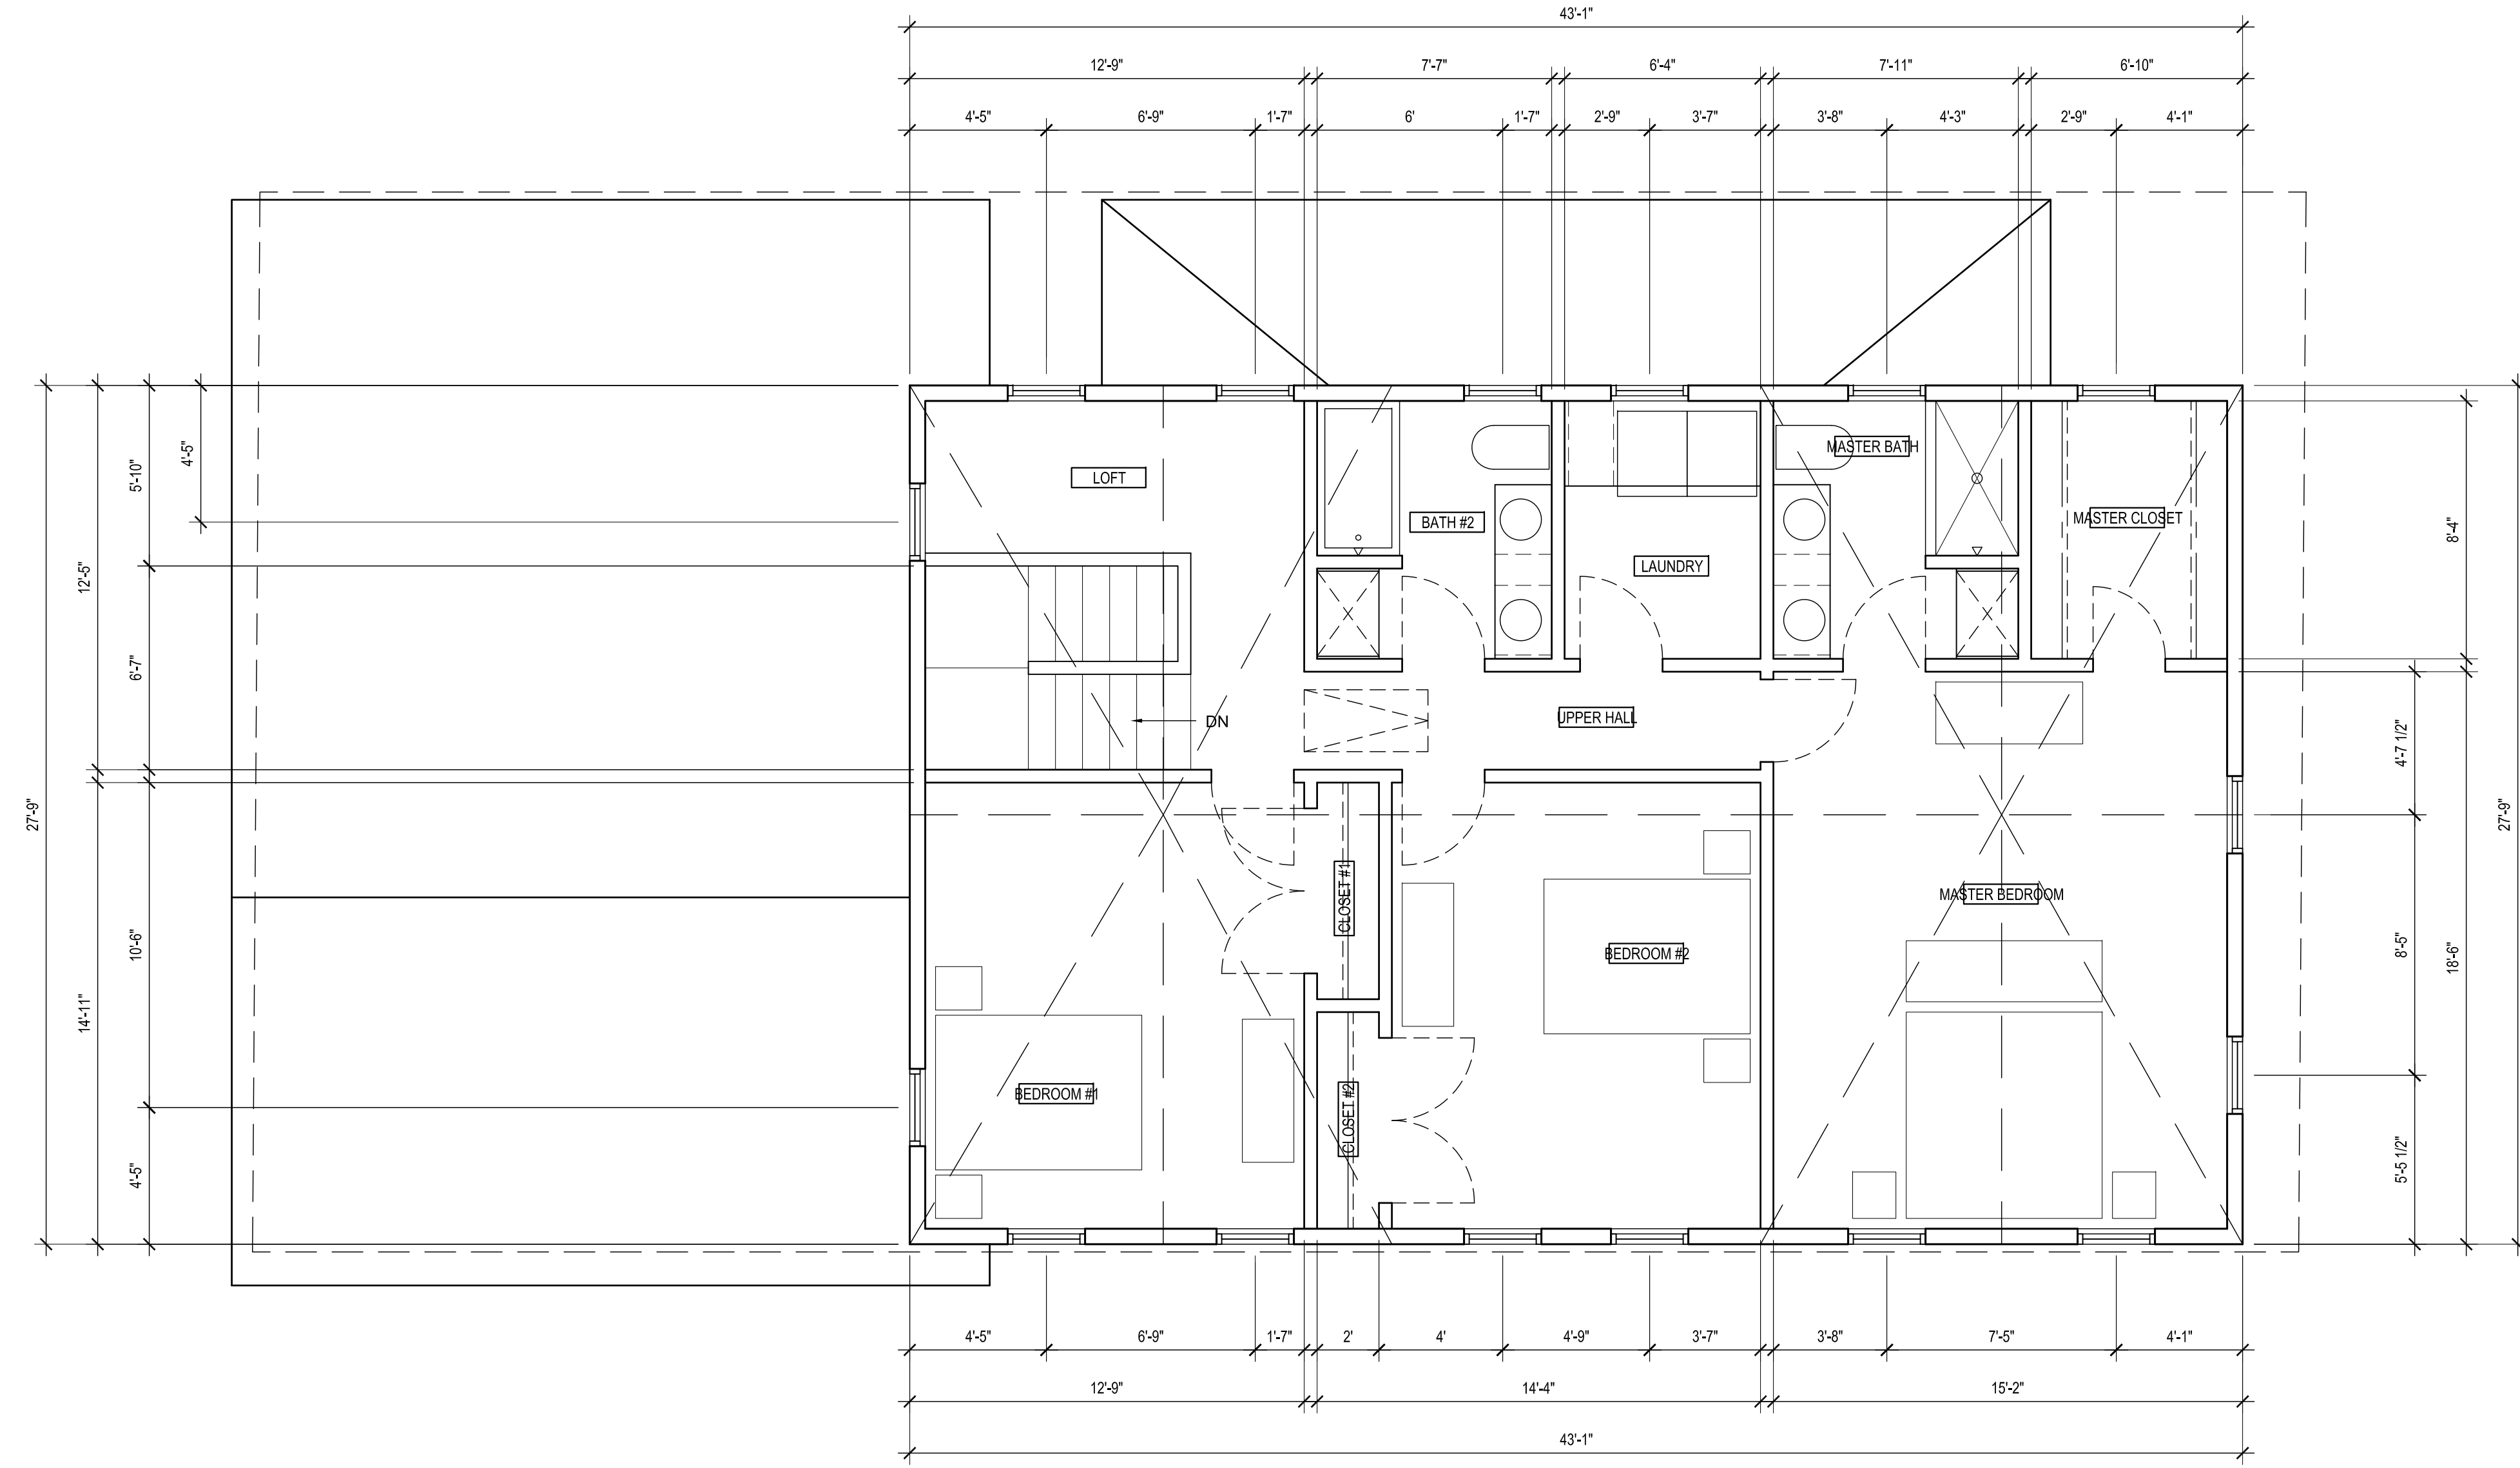 43'-1"
12'-9" 7'-7" 6'-4" 7'-11" 6'-10"
4'-5" 6'-9" 1'-7" 6' 1'-7" 2'-9" 3'-7" 3'-8" 4'-3" 2'-9" 4'-1"
27'-9"
12'-5"
14'-11"
5'-10"
6'-7"
10'-6"
4'-5"
4'-5"
LOFT
BATH #2
LAUNDRY
MASTER BATH
MASTER CLOSET
DN
UPPER HALL
CLOSET #1
BEDROOM #2
MASTER BEDROOM
BEDROOM #1
CLOSET #2
4'-7 1/2"
8'-5"
5'-5 1/2"
8'-4"
18'-6"
27'-9"
4'-5" 6'-9" 1'-7" 2' 4' 4'-9" 3'-7" 3'-8" 7'-5" 4'-1"
12'-9" 14'-4" 15'-2"
43'-1"